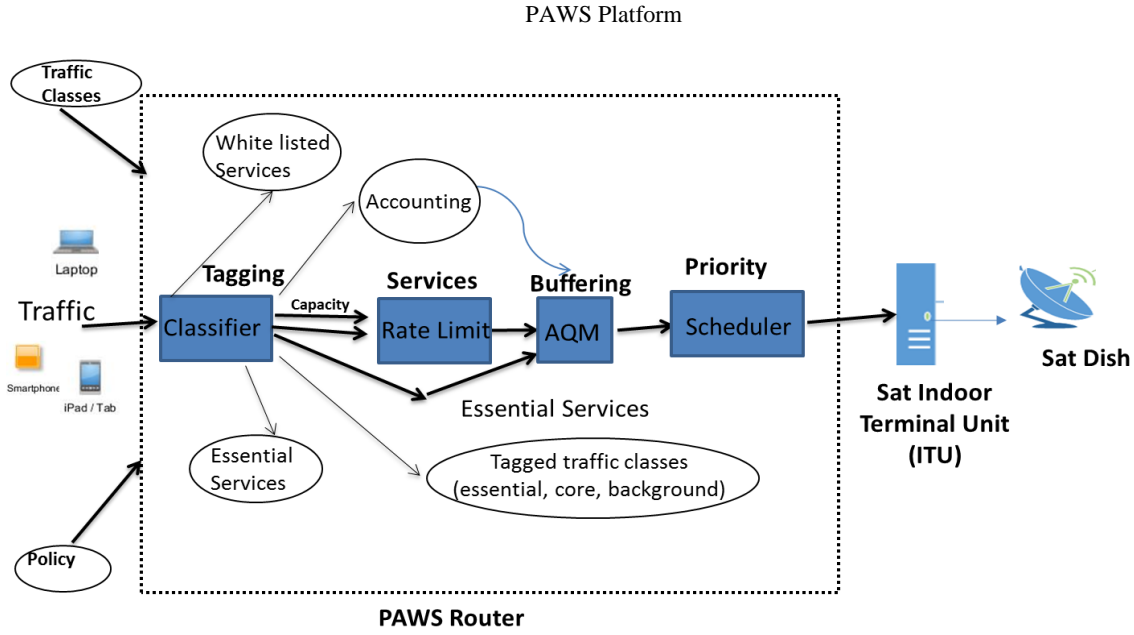 PAWS Platform
Traffic
Classes
White listed
Services
Accounting
Laptop
Tagging
Services
Buffering
Priority
Capacity
Traffic
Classifier
Rate Limit
AQM
Scheduler
Smartphone
iPad / Tab
Essential Services
Sat Dish
Sat Indoor
Terminal Unit
(ITU)
Essential
Services
Tagged traffic classes
(essential, core, background)
Policy
PAWS Router